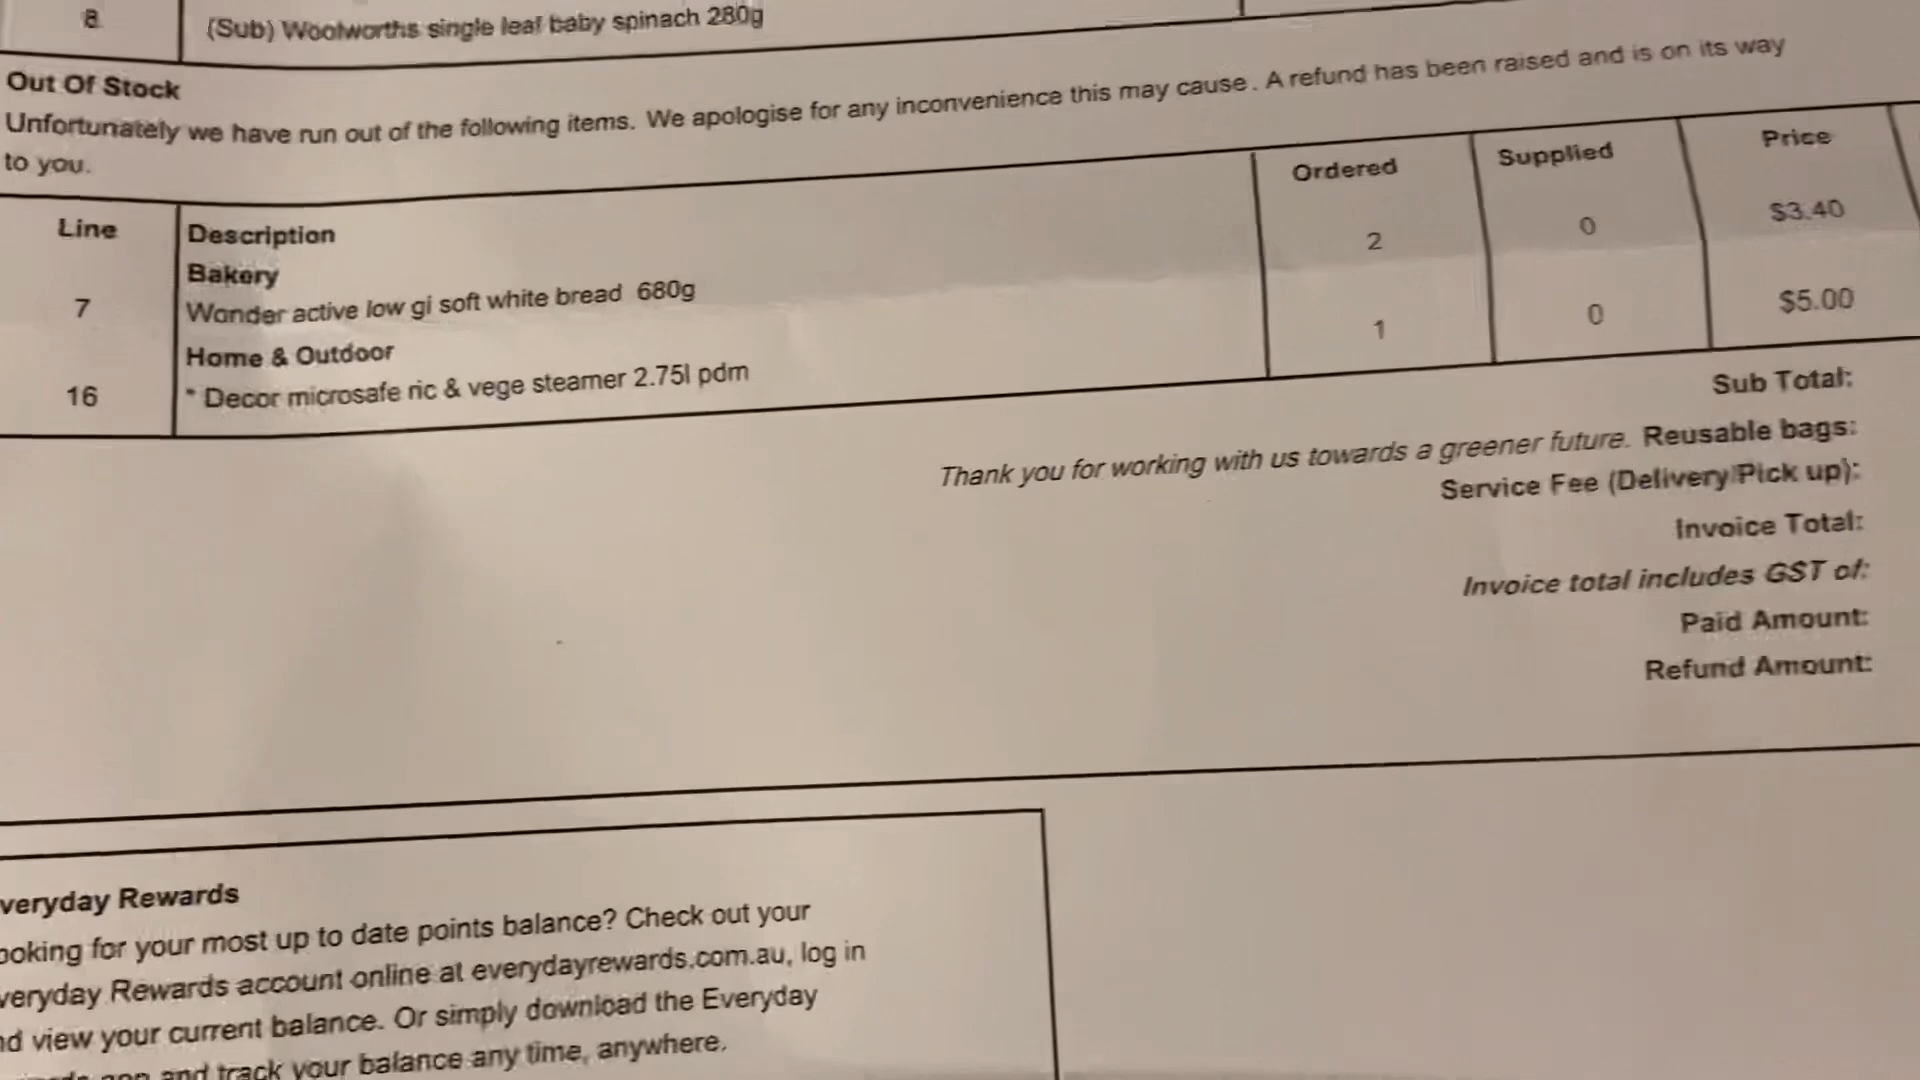 8 (Sub) Woolworths single leaf baby spinach 280g
Out Of Stock
Unfortunately we have run out of the following items. We apologise for any inconvenience this may cause. A refund has been raised and is on its way
to you.
Line Description Ordered Supplied Price
Bakery
7 Wonder active low gi soft white bread 680g 2 0 $3.40
Home & Outdoor
16 * Decor microsafe ric & vege steamer 2.75l pdm 1 0 $5.00
Sub Total:
Thank you for working with us towards a greener future. Reusable bags:
Service Fee (Delivery/Pick up):
Invoice Total:
Invoice total includes GST of:
Paid Amount:
Refund Amount:
veryday Rewards
ooking for your most up to date points balance? Check out your
veryday Rewards account online at everydayrewards.com.au, log in
nd view your current balance. Or simply download the Everyday
and track your balance any time, anywhere.